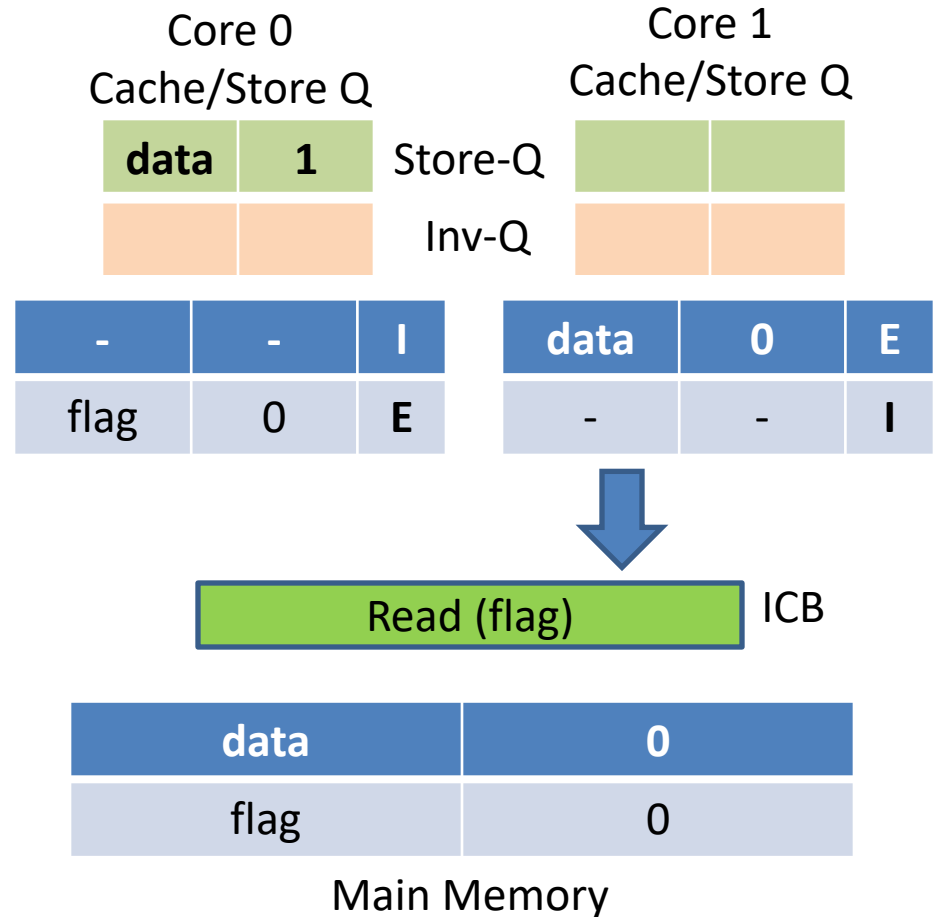 Core 0
Cache/Store Q
Core 1
Cache/Store Q
data 1 Store-Q
Inv-Q
- - I
flag 0 E
data 0 E
- - I
Read (flag) ICB
data 0
flag 0
Main Memory